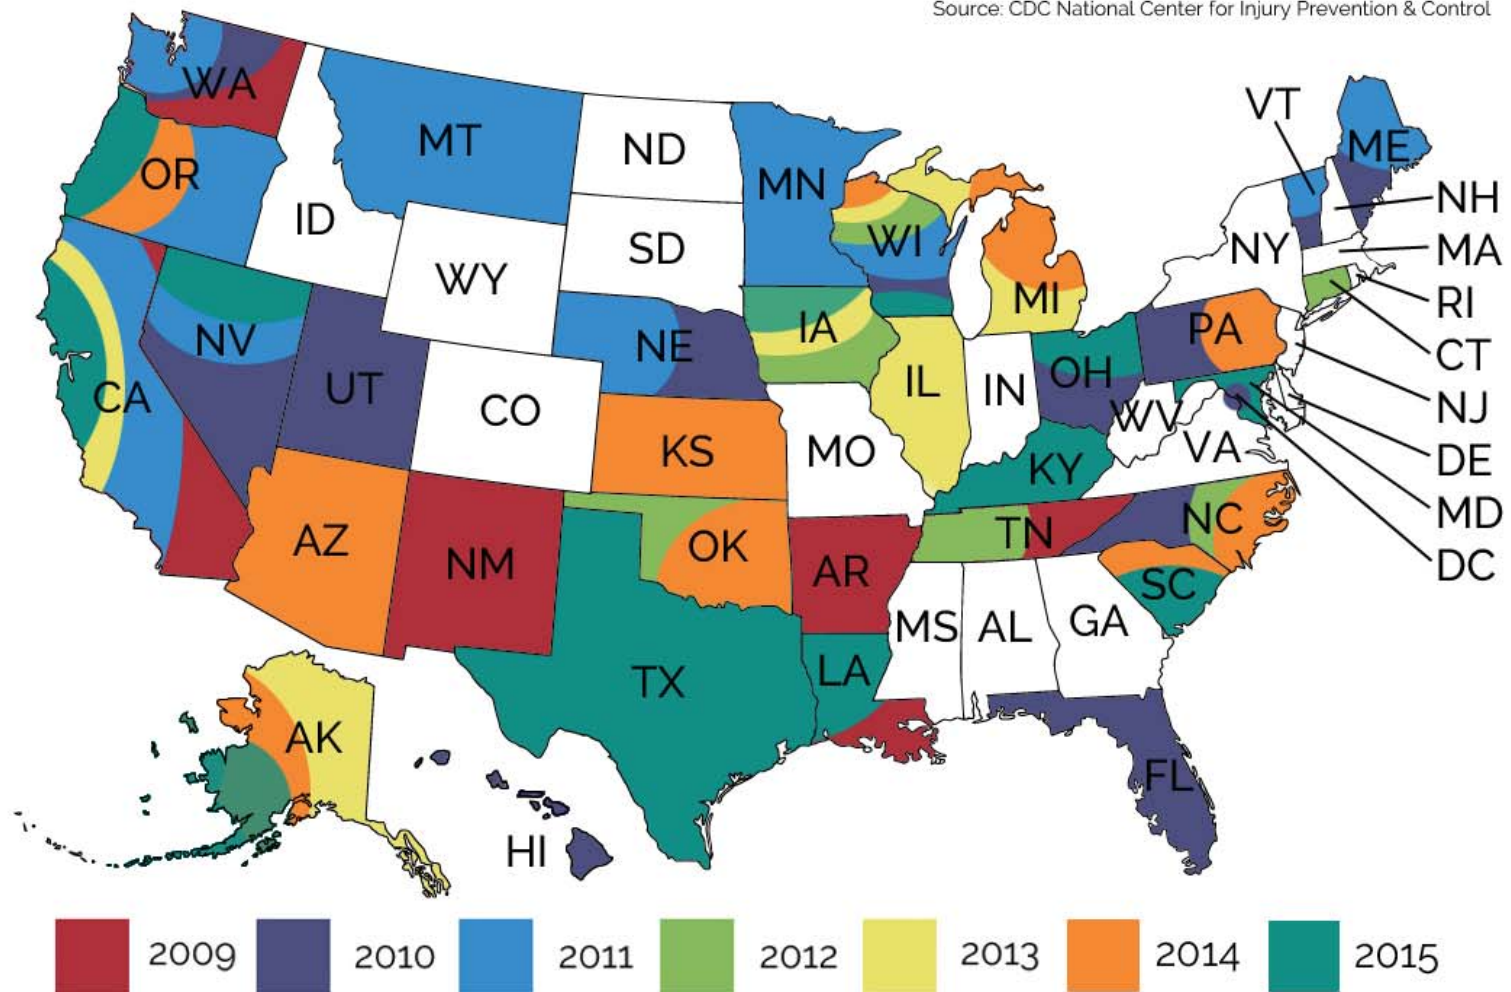 Source: CDC National Center for Injury Prevention & Control
WA
MT
ND
MN
VT
ME
OR
ID
SD
WI
NH
WY
NY
MA
MI
RI
NV
NE
IA
PA
CT
CA
UT
CO
IL
IN
OH
WV
NJ
KS
MO
KY
VA
DE
MD
AZ
NM
OK
AR
TN
NC
DC
SC
MS
AL
GA
TX
LA
AK
HI
FL
2009
2010
2011
2012
2013
2014
2015